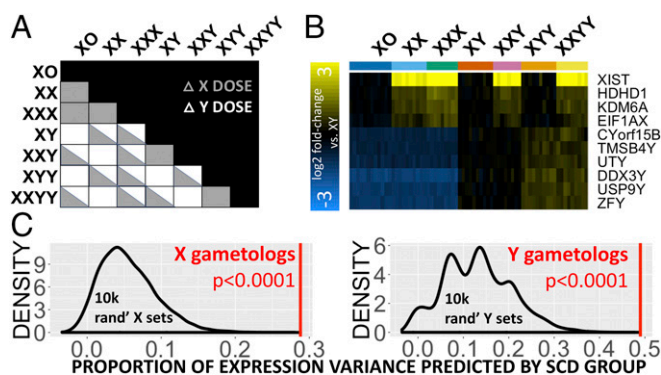 A
XO XX XXX XY XXY XYY XXYY
XO
XX
XXX
XY
XXY
XYY
XXYY
△ X DOSE
△ Y DOSE
B
XO XX XXX XY XXY XYY XXYY
3
log2 fold-change
vs. XY
-3
XIST
HDHD1
KDM6A
EIF1AX
CYorf15B
TMSB4Y
UTY
DDX3Y
USP9Y
ZFY
C
DENSITY
9
6
3
0
X gametologs
p<0.0001
10k
rand' X sets
0.0 0.1 0.2 0.3
DENSITY
6
4
2
0
Y gametologs
p<0.0001
10k
rand' Y sets
0.0 0.1 0.2 0.3 0.4 0.5
PROPORTION OF EXPRESSION VARIANCE PREDICTED BY SCD GROUP